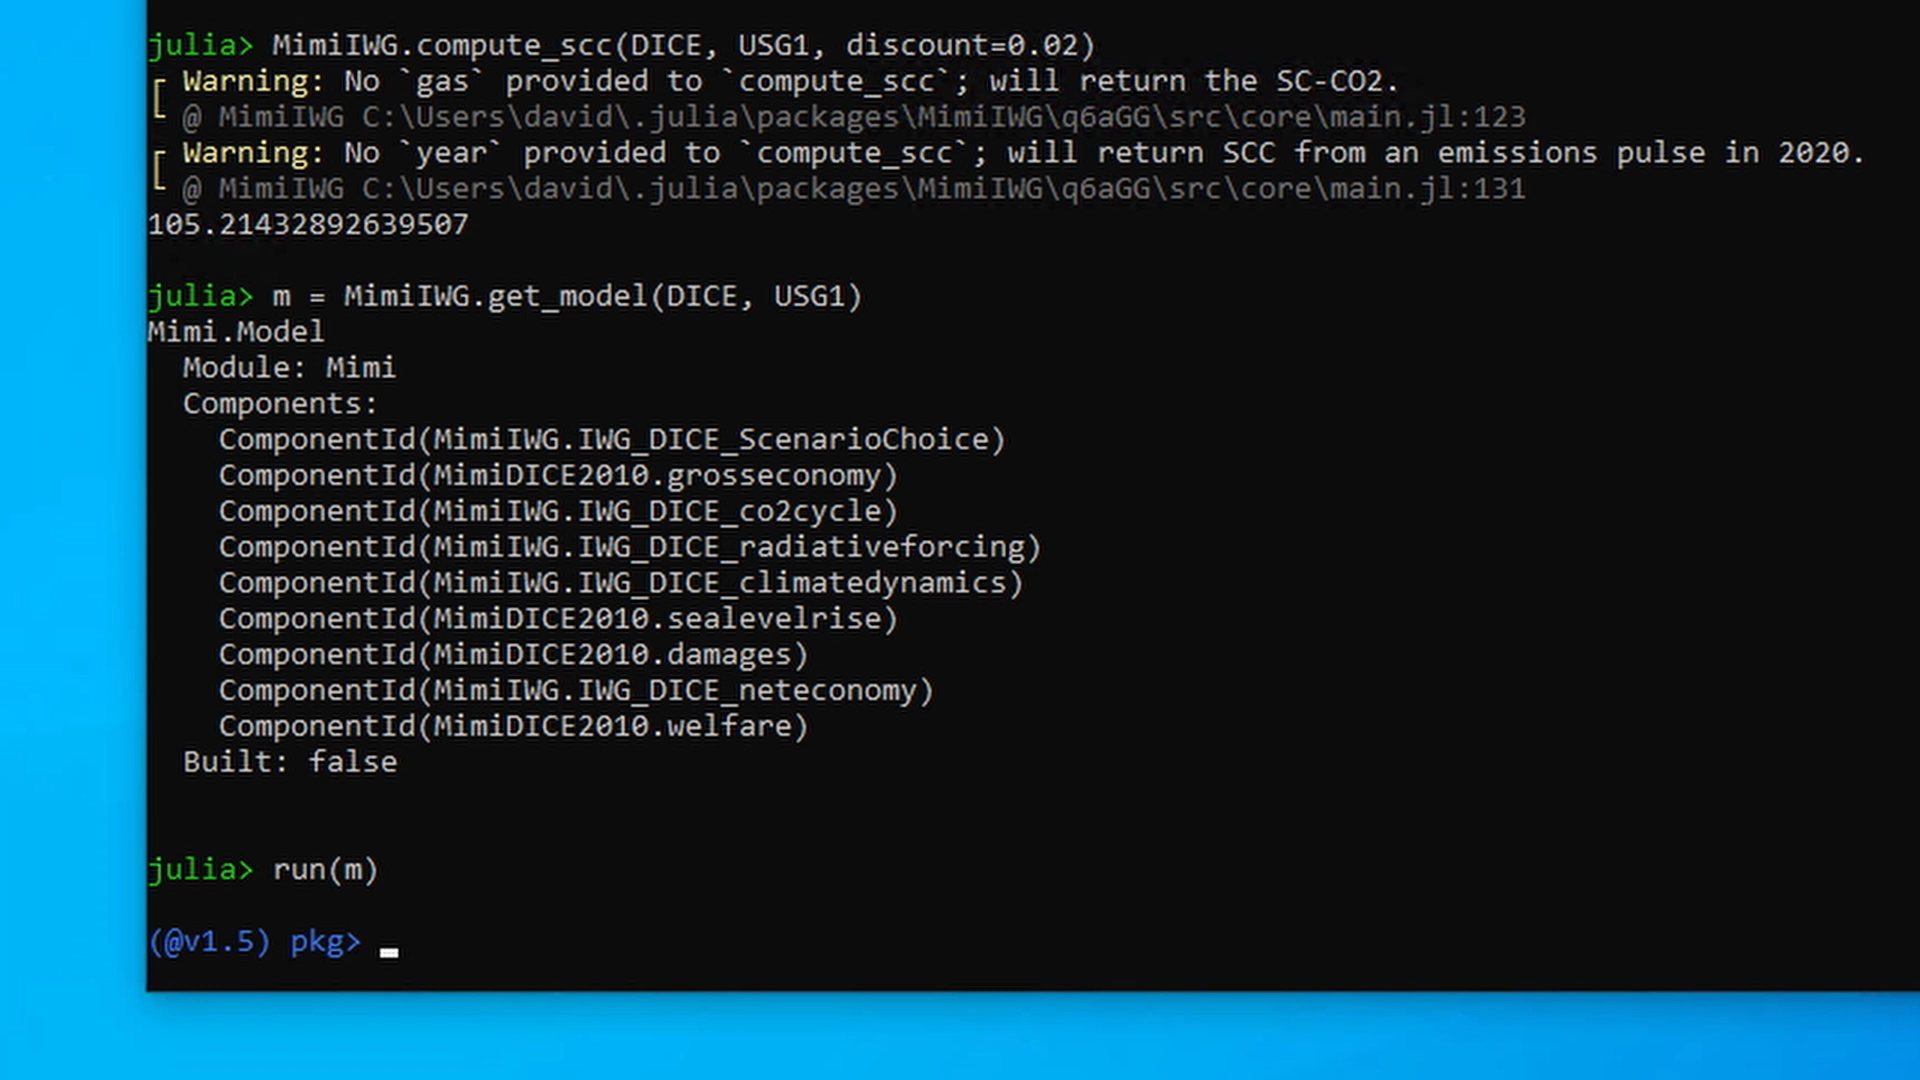 julia> MimiIWG.compute_scc(DICE, USG1, discount=0.02)
[ Warning: No `gas` provided to `compute_scc`; will return the SC-CO2.
@ MimiIWG C:\Users\david\.julia\packages\MimiIWG\q6aGG\src\core\main.jl:123
[ Warning: No `year` provided to `compute_scc`; will return SCC from an emissions pulse in 2020.
@ MimiIWG C:\Users\david\.julia\packages\MimiIWG\q6aGG\src\core\main.jl:131
105.21432892639507
julia> m = MimiIWG.get_model(DICE, USG1)
Mimi.Model
Module: Mimi
Components:
ComponentId(MimiIWG.IWG_DICE_ScenarioChoice)
ComponentId(MimiDICE2010.grosseconomy)
ComponentId(MimiIWG.IWG_DICE_co2cycle)
ComponentId(MimiIWG.IWG_DICE_radiativeforcing)
ComponentId(MimiIWG.IWG_DICE_climatedynamics)
ComponentId(MimiDICE2010.sealevelrise)
ComponentId(MimiDICE2010.damages)
ComponentId(MimiIWG.IWG_DICE_neteconomy)
ComponentId(MimiDICE2010.welfare)
Built: false
julia> run(m)
(@v1.5) pkg>